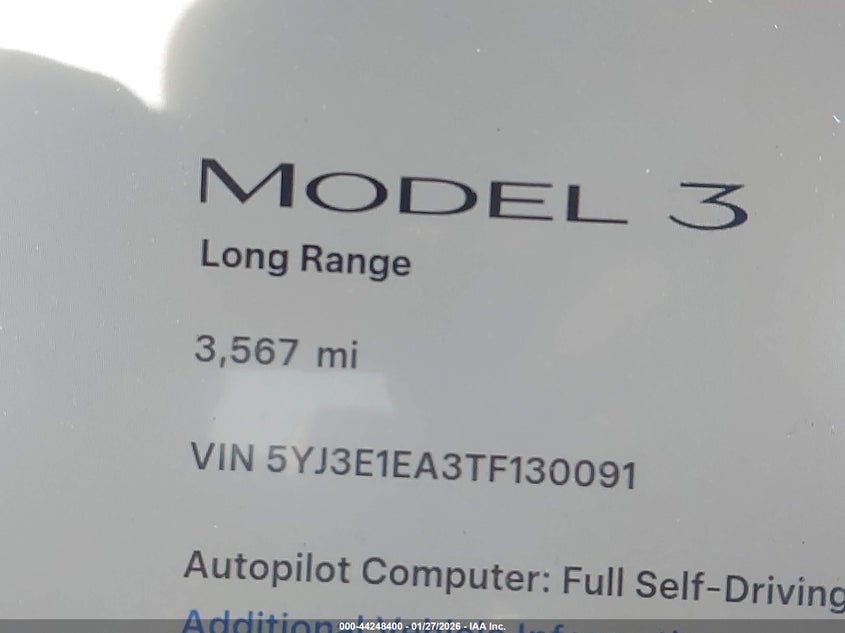 MODEL 3
Long Range
3,567 mi
VIN 5YJ3E1EA3TF130091
Autopilot Computer: Full Self-Driving
Additional
000-44248400 - 01/27/2026 - IAA Inc.